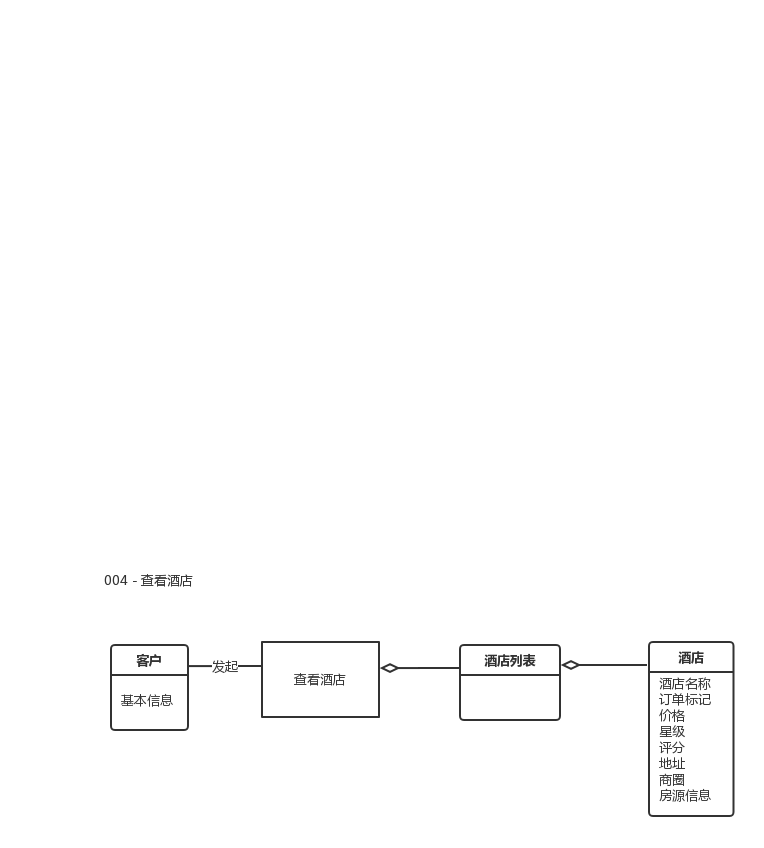 004 - 查看酒店
客户
基本信息
发起
查看酒店
酒店列表
酒店
酒店名称
订单标记
价格
星级
评分
地址
商圈
房源信息